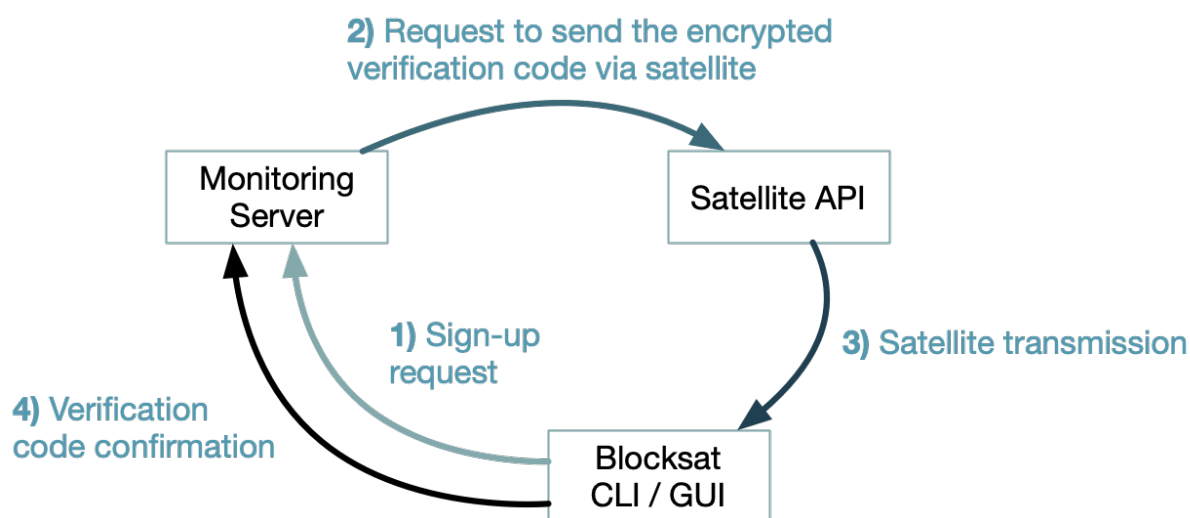 2) Request to send the encrypted
verification code via satellite
Monitoring
Server
Satellite API
1) Sign-up
request
3) Satellite transmission
4) Verification
code confirmation
Blocksat
CLI / GUI